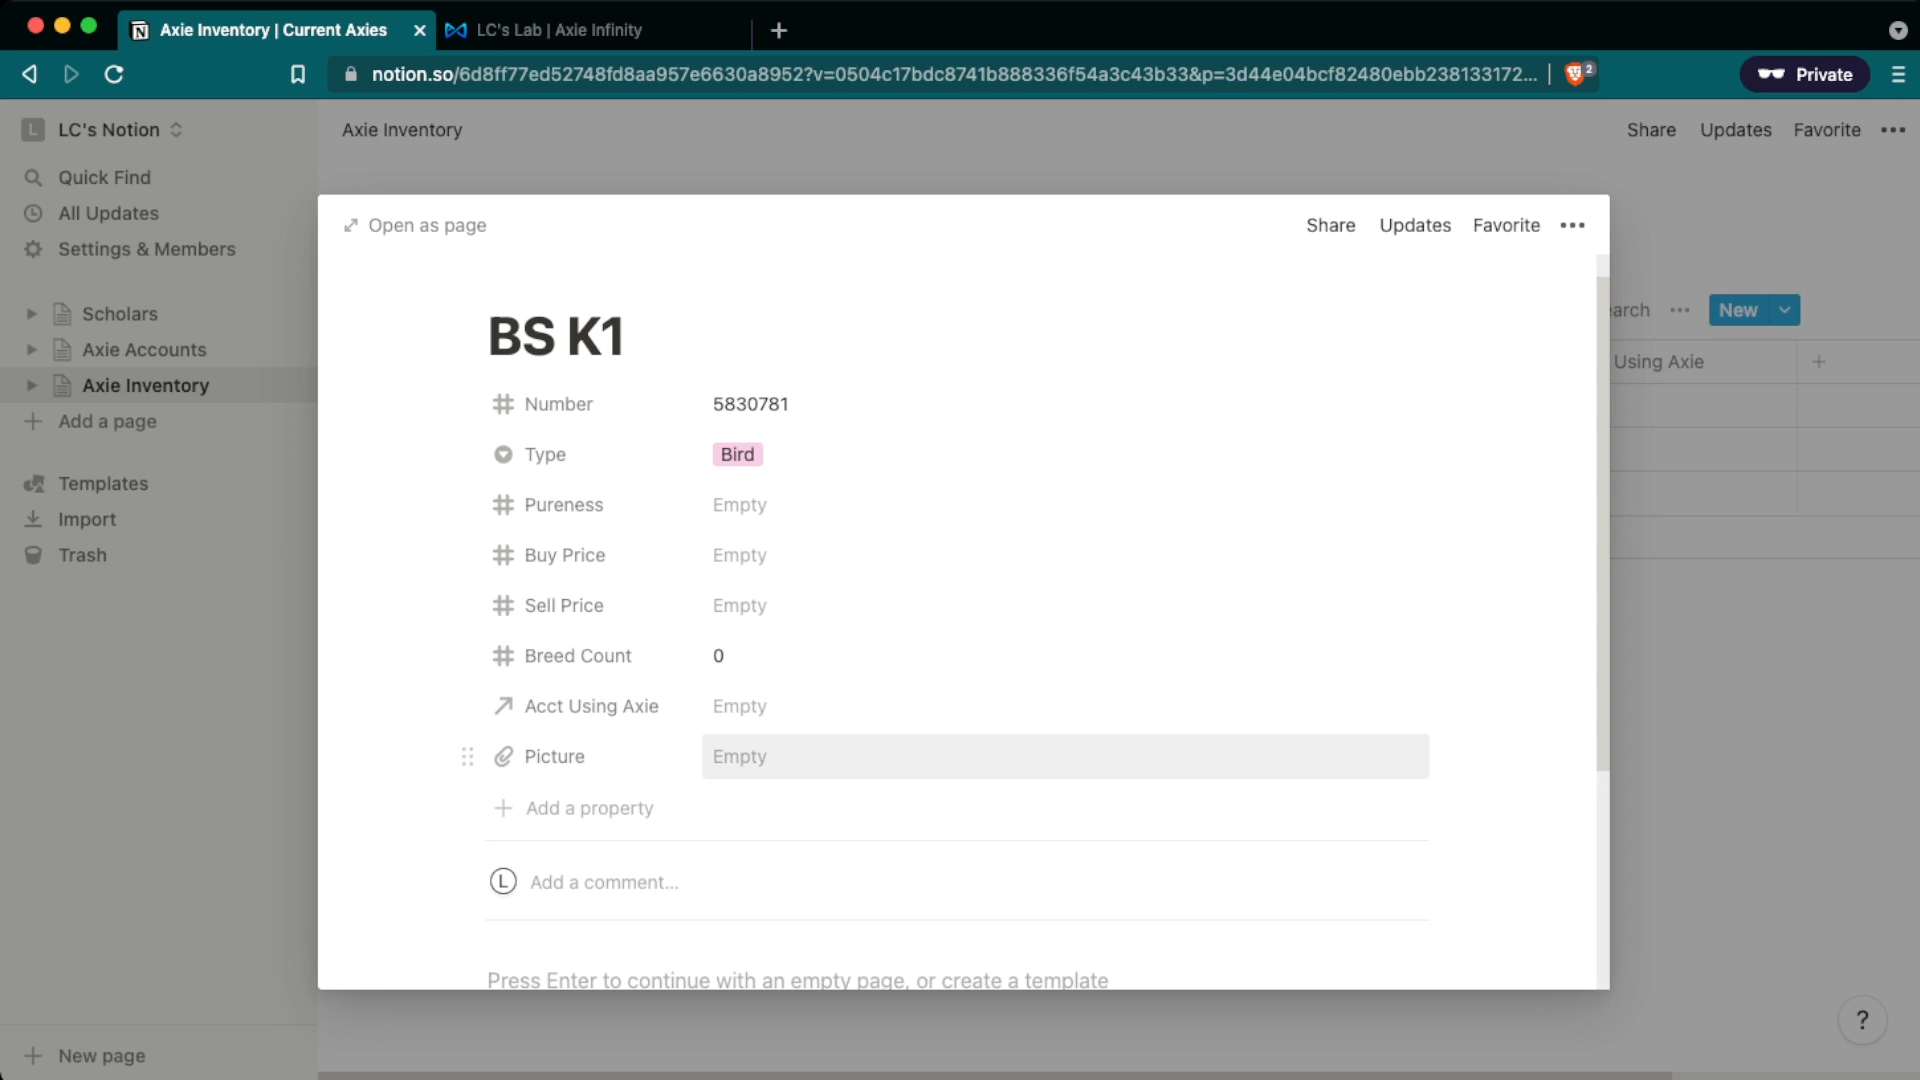 Axie Inventory | Current Axies
LC's Lab | Axie Infinity
notion.so/6d8ff77ed52748fd8aa957e6630a8952?v=0504c17bdc8741b888336f54a3c43b33&p=3d44e04bcf82480ebb238133172...
2
Private
L LC's Notion
Axie Inventory
Share Updates Favorite
Quick Find
All Updates
Settings & Members
Scholars
Axie Accounts
Axie Inventory
Add a page
Templates
Import
Trash
New page
Open as page
Share Updates Favorite
BS K1
Number 5830781
Type Bird
Pureness Empty
Buy Price Empty
Sell Price Empty
Breed Count 0
Acct Using Axie Empty
Picture Empty
Add a property
L Add a comment...
Press Enter to continue with an empty page, or create a template
earch
New
Using Axie
?